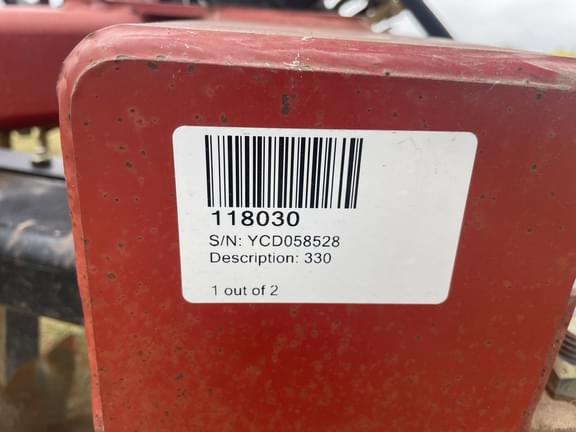 118030
S/N: YCD058528
Description: 330
1 out of 2